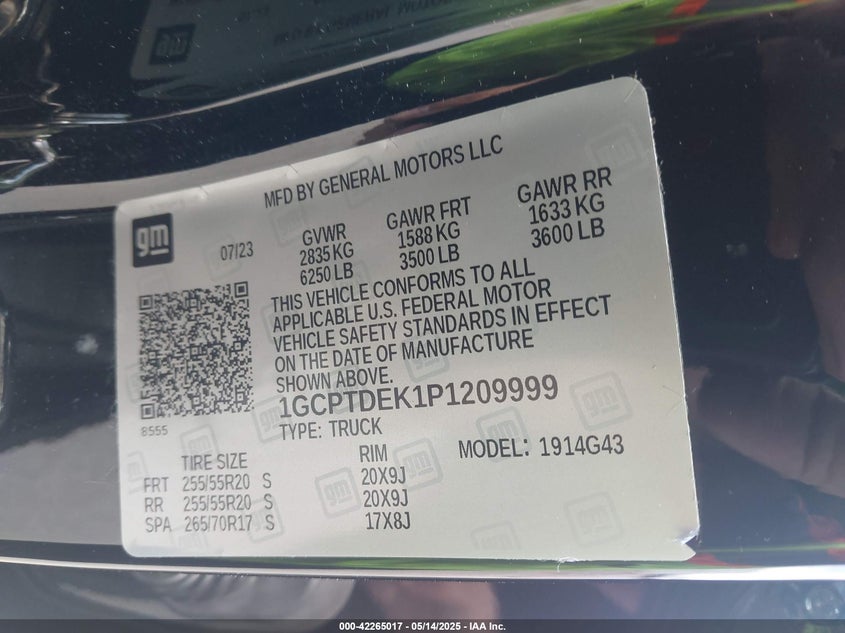 MFD BY GENERAL MOTORS LLC
gm
07/23
GVWR
2835 KG
6250 LB
GAWR FRT
1588 KG
3500 LB
GAWR RR
1633 KG
3600 LB
THIS VEHICLE CONFORMS TO ALL
APPLICABLE U.S. FEDERAL MOTOR
VEHICLE SAFETY STANDARDS IN EFFECT
ON THE DATE OF MANUFACTURE
SHOWN ABOVE.
1GCPTDEK1P1209999
8555
TYPE: TRUCK
MODEL: 1914G43
TIRE SIZE RIM
FRT 255/55R20 S 20X9J
RR 255/55R20 S 20X9J
SPA 265/70R17 S 17X8J
000-42265017 - 05/14/2025 - IAA Inc.